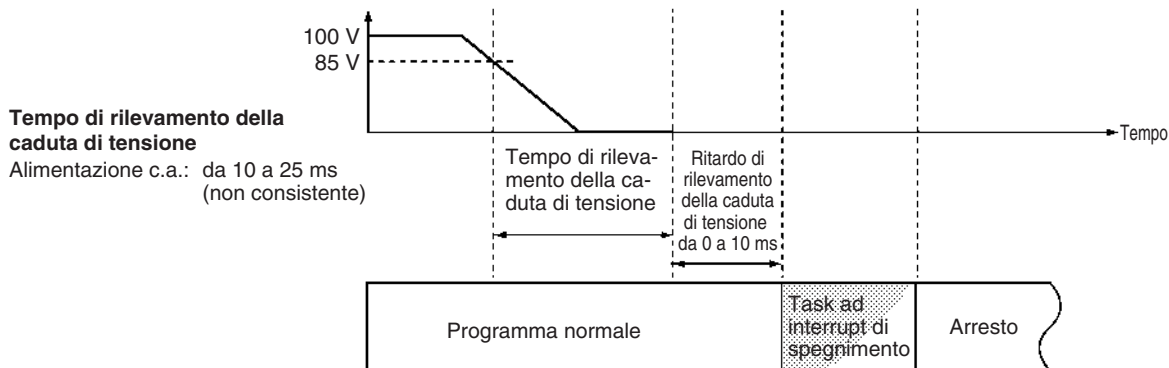 100 V
85 V
Tempo di rilevamento della
caduta di tensione
Alimentazione c.a.: da 10 a 25 ms
(non consistente)
Tempo
Tempo di rileva-
mento della ca-
duta di tensione
Ritardo di
rilevamento
della caduta
di tensione
da 0 a 10 ms
Programma normale
Task ad
interrupt di
spegnimento
Arresto